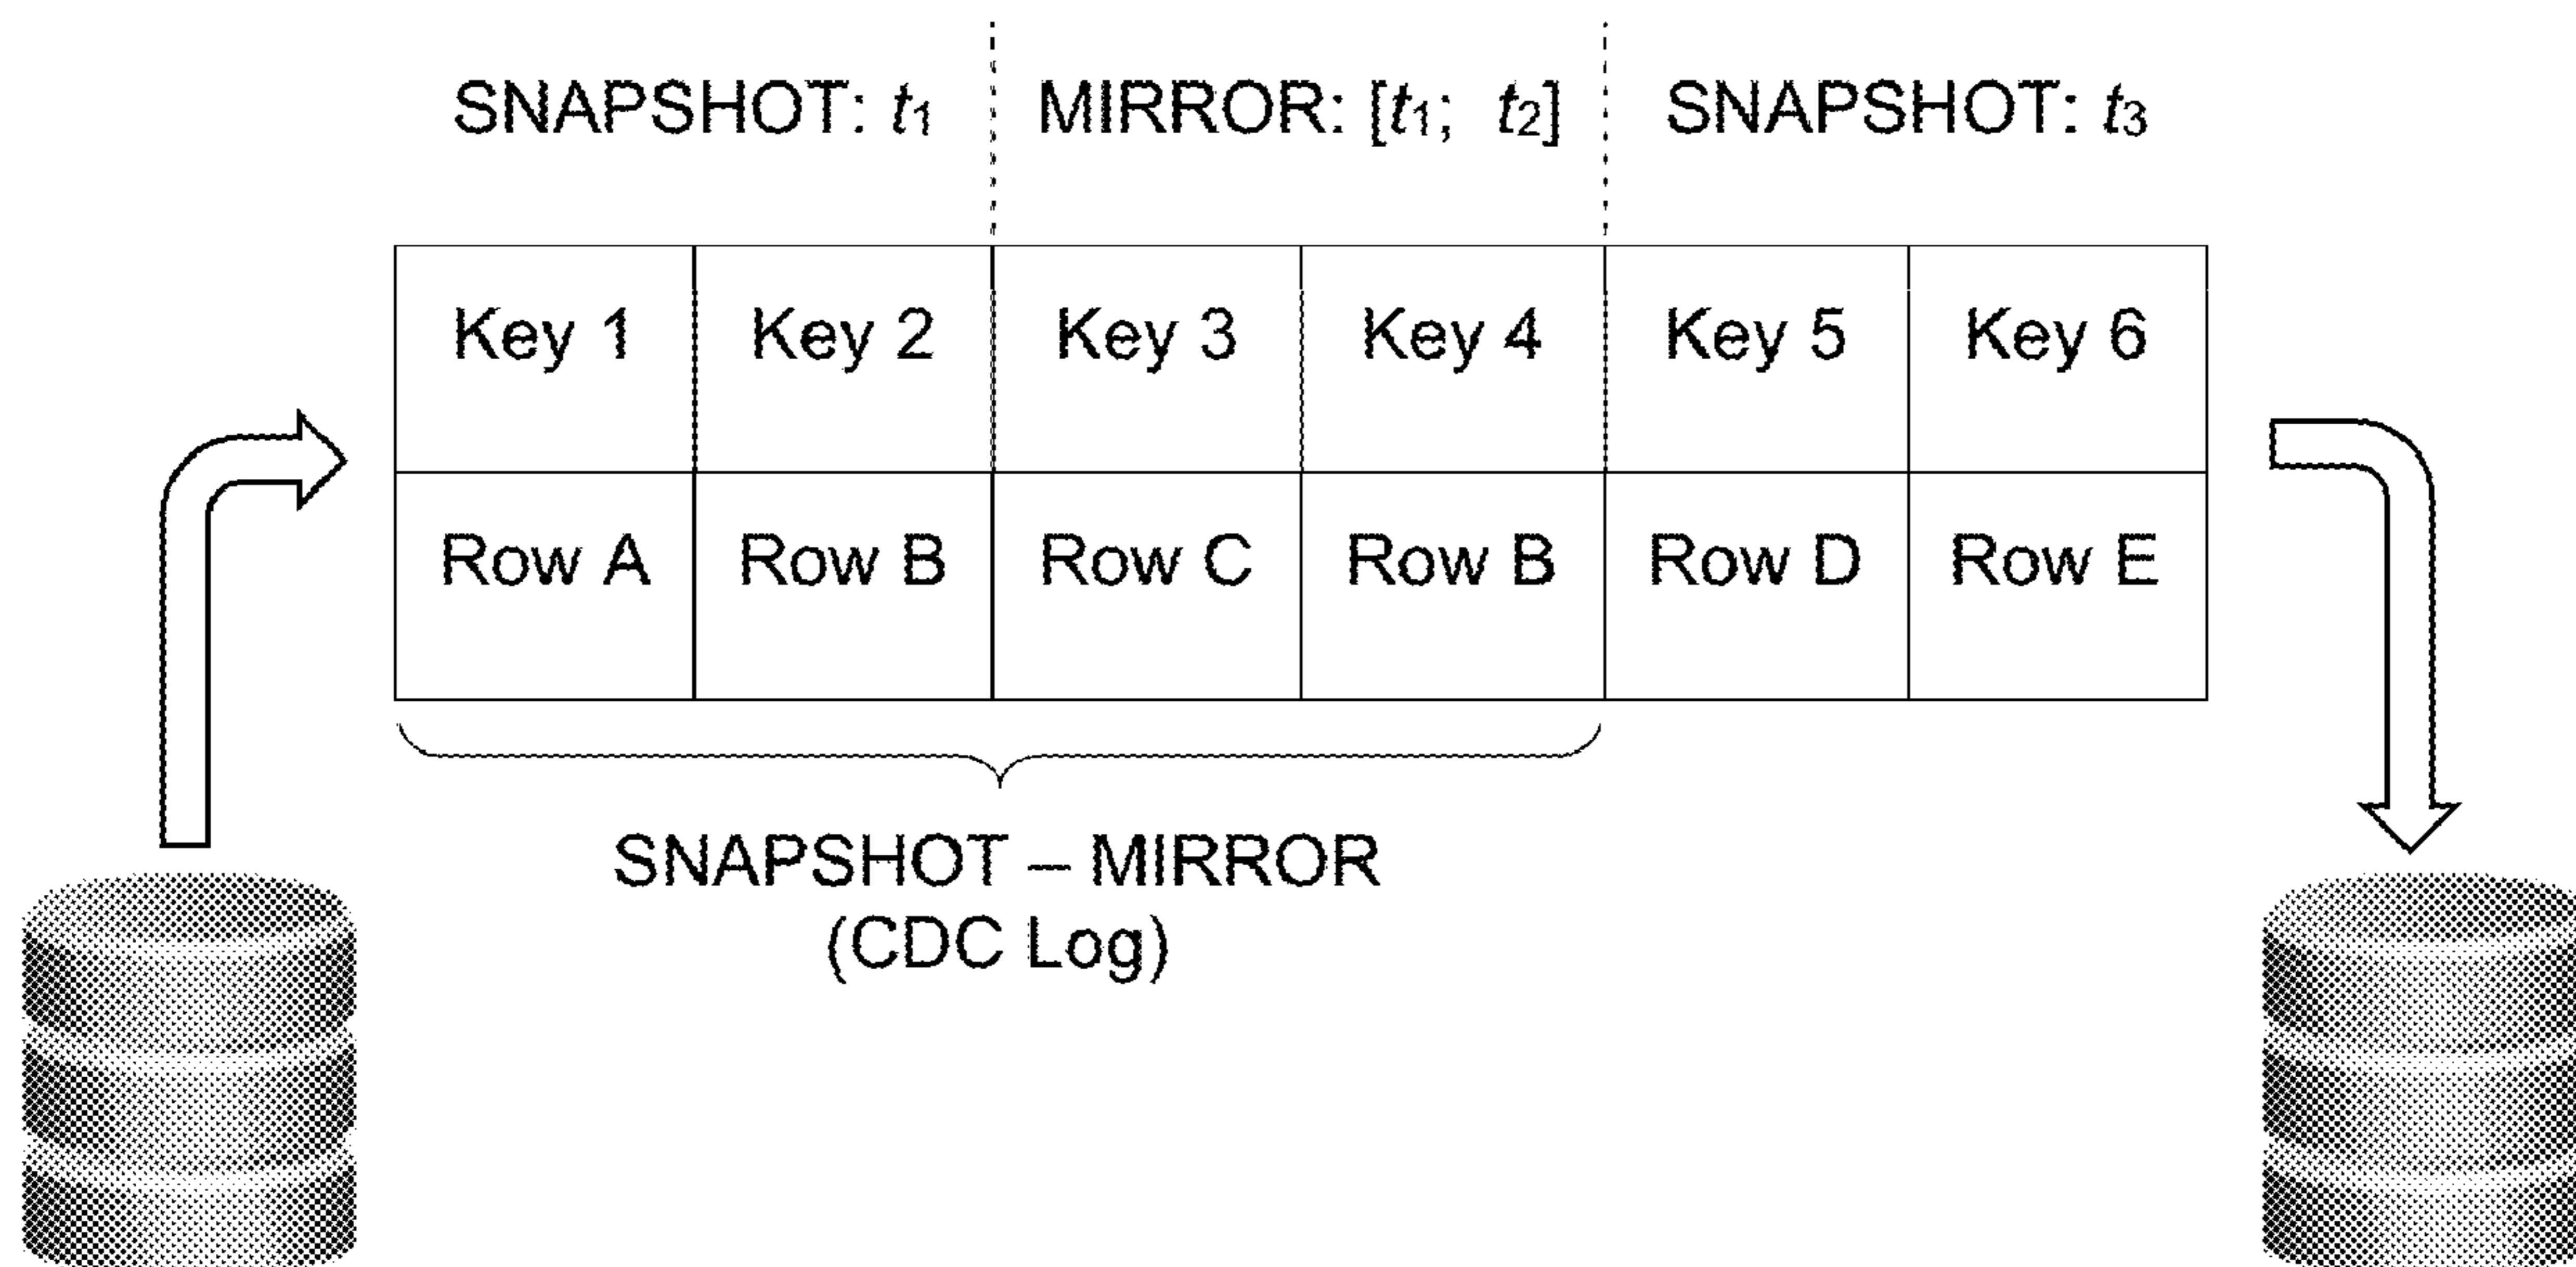 SNAPSHOT: t1 MIRROR: [t1; t2] SNAPSHOT: t3
Key 1 Key 2 Key 3 Key 4 Key 5 Key 6
Row A Row B Row C Row B Row D Row E
SNAPSHOT – MIRROR
(CDC Log)